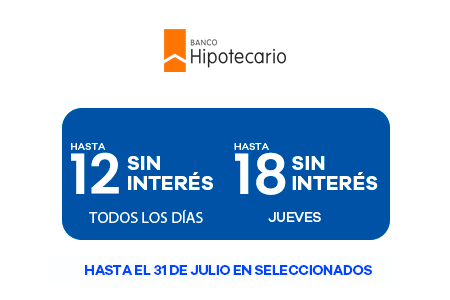 BANCO
Hipotecario
HASTA
12 SIN
INTERÉS
TODOS LOS DÍAS
HASTA
18 SIN
INTERÉS
JUEVES
HASTA EL 31 DE JULIO EN SELECCIONADOS